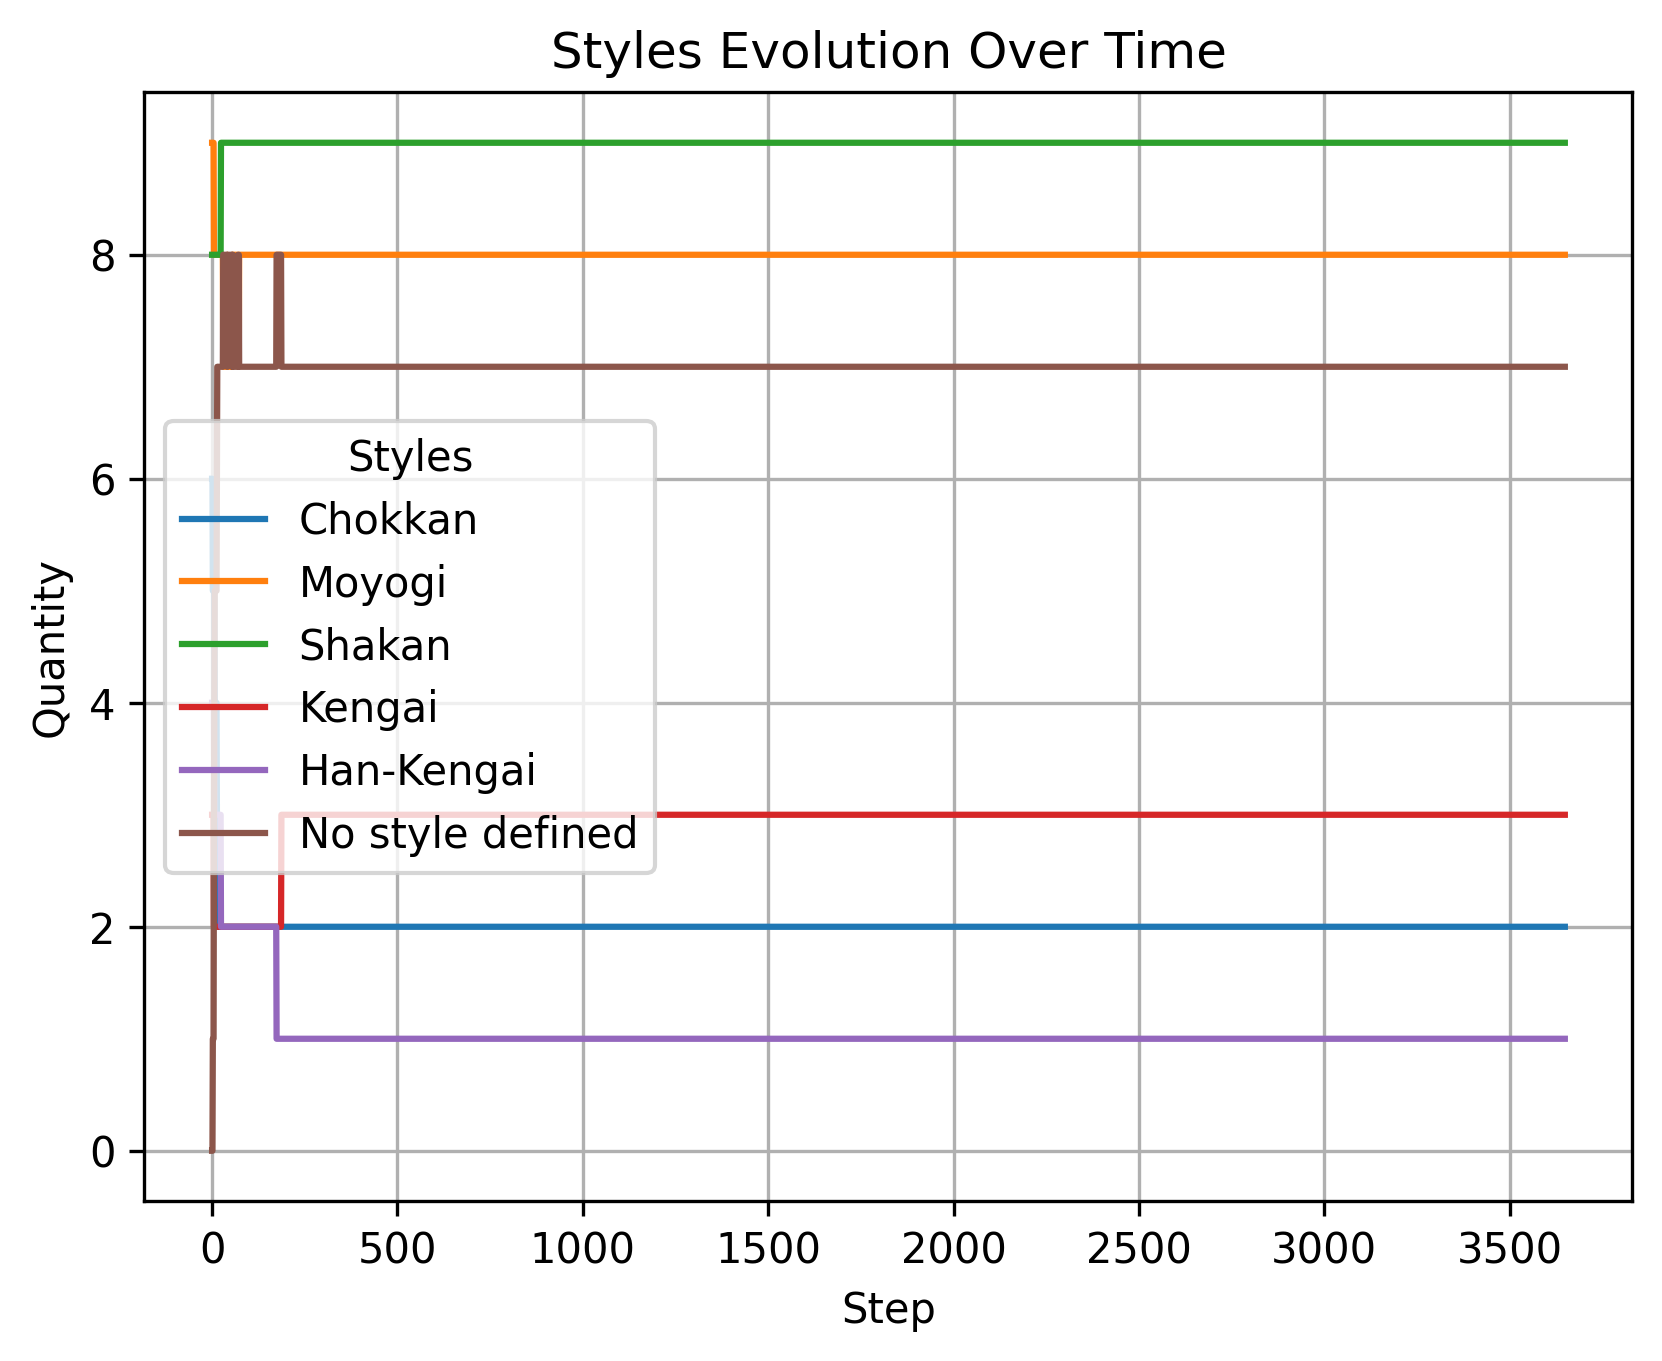 Styles Evolution Over Time
Quantity
8
6
4
2
0
Styles
Chokkan
Moyogi
Shakan
Kengai
Han-Kengai
No style defined
0 500 1000 1500 2000 2500 3000 3500
Step